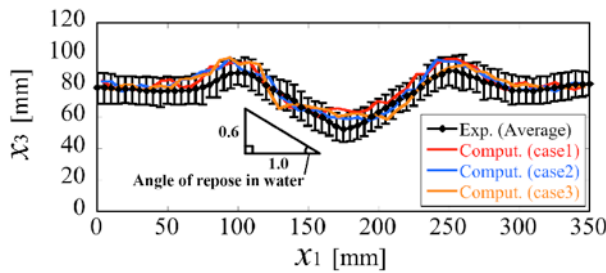 120
100
80
60
40
20
0
x3 [mm]
0.6
1.0
Angle of repose in water
Exp. (Average)
Comput. (case1)
Comput. (case2)
Comput. (case3)
0 50 100 150 200 250 300 350
x1 [mm]